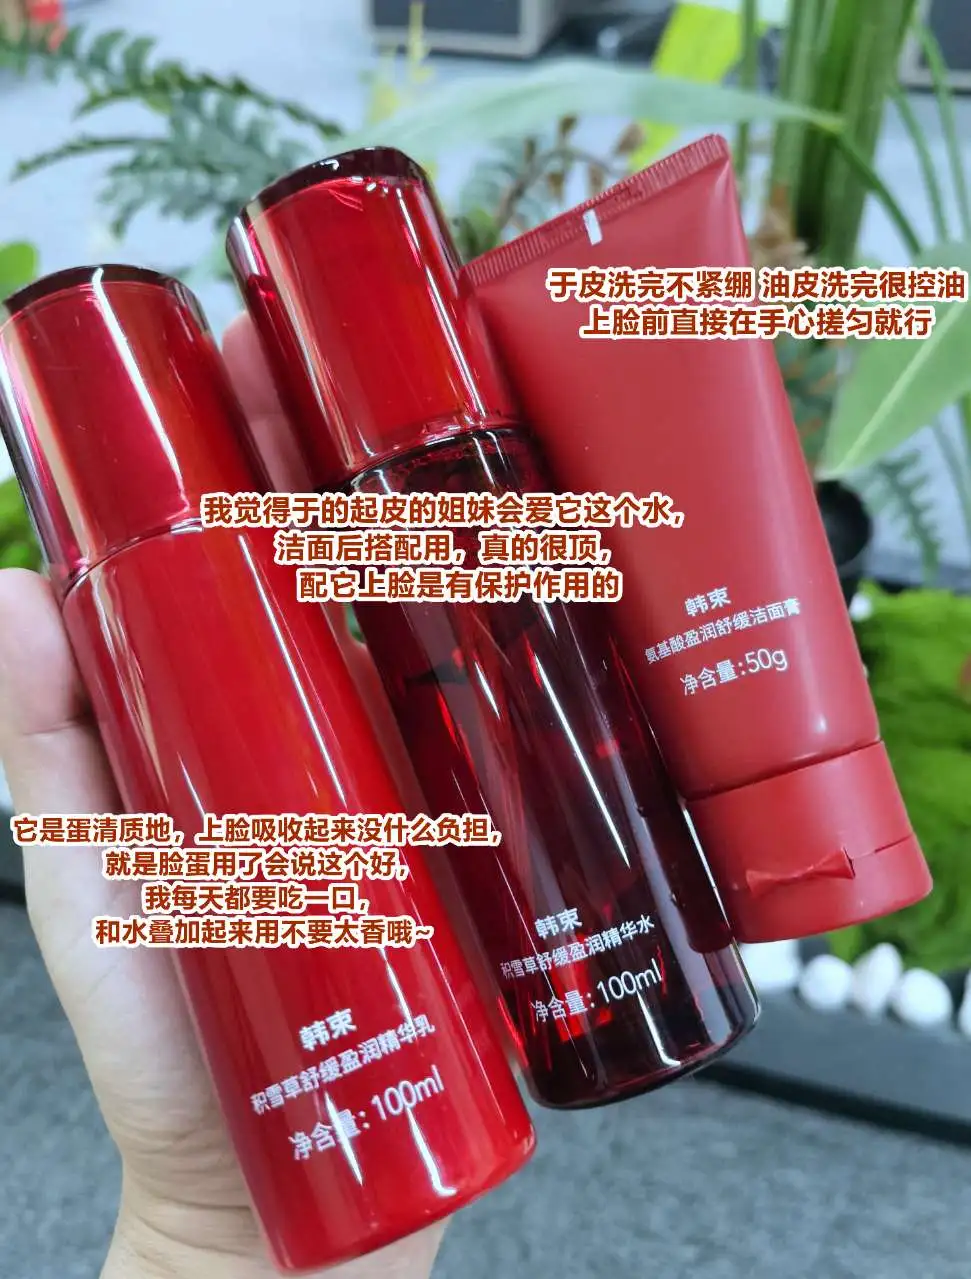 于皮洗完不紧绷 油皮洗完很控油
上脸前直接在手心搓匀就行
我觉得于的起皮的姐妹会爱它这个水,
洁面后搭配用，真的很顶,
配它上脸是有保护作用的
韩束
氨基酸盈润舒缓洁面膏
净含量:50g
它是蛋清质地，上脸吸收起来没什么负担,
就是脸蛋用了会说这个好,
我每天都要吃一口,
和水叠加起来用不要太香哦~
韩束
积雪草舒缓盈润精华水
净含量:100ml
韩束
积雪草舒缓盈润精华乳
净含量:100ml